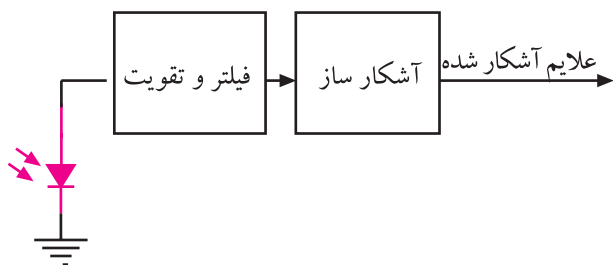 فیلتر و تقویت
آشکار ساز
علایم آشکار شده